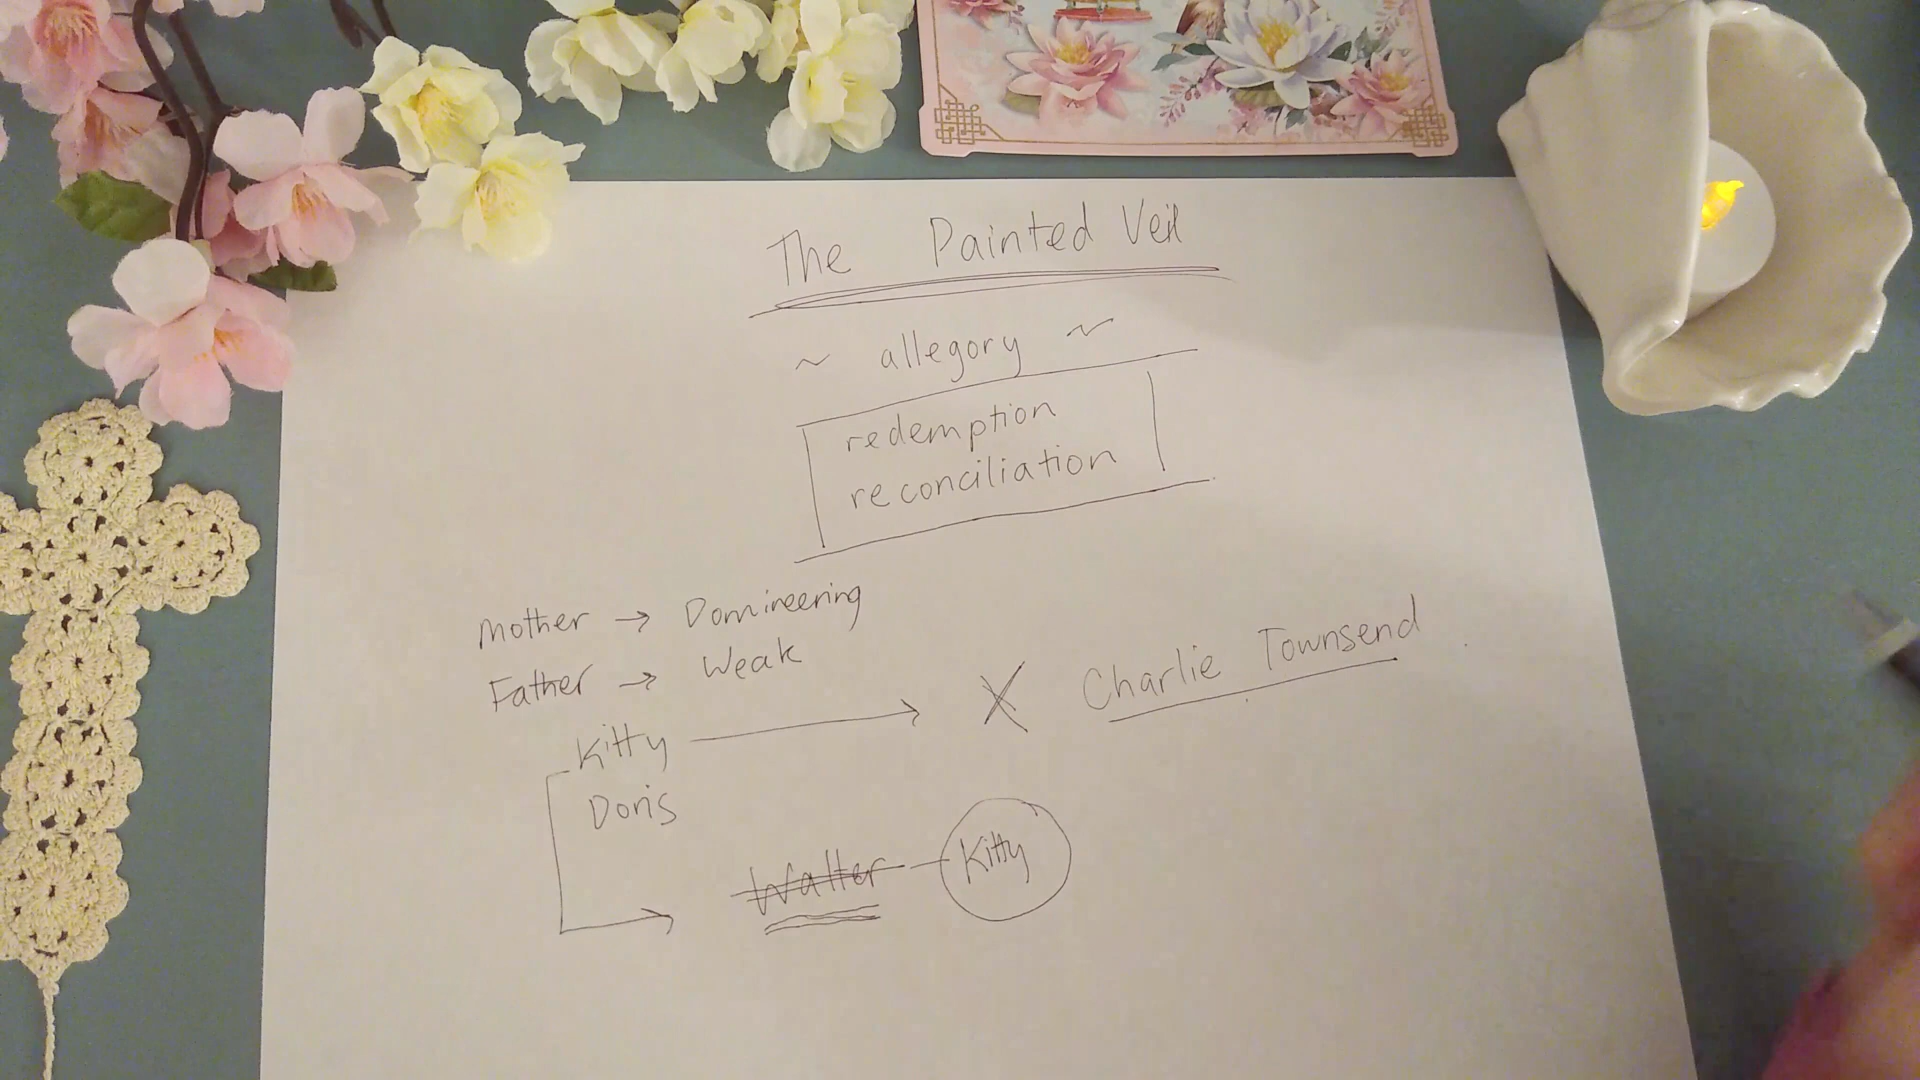 The Painted Veil
~ allegory ~
redemption
reconciliation
Mother → Domineering
Father → Weak
Kitty → X Charlie Townsend
Doris
Walter - Kitty